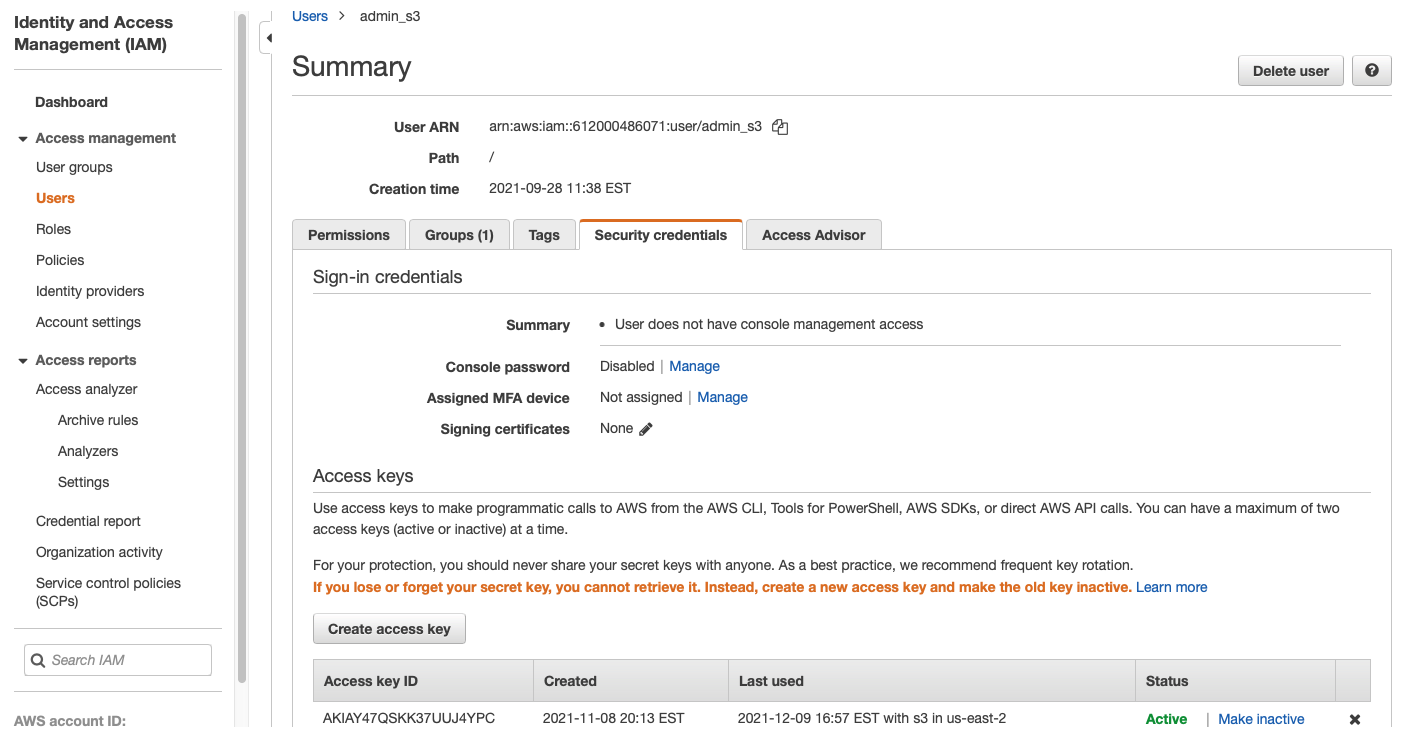 Identity and Access
Management (IAM)
Dashboard
Access management
User groups
Users
Roles
Policies
Identity providers
Account settings
Access reports
Access analyzer
Archive rules
Analyzers
Settings
Credential report
Organization activity
Service control policies
(SCPs)
Search IAM
AWS account ID:
Users > admin_s3
Summary
Delete user
?
User ARN arn:aws:iam::612000486071:user/admin_s3
Path /
Creation time 2021-09-28 11:38 EST
Permissions Groups (1) Tags Security credentials Access Advisor
Sign-in credentials
Summary • User does not have console management access
Console password Disabled | Manage
Assigned MFA device Not assigned | Manage
Signing certificates None
Access keys
Use access keys to make programmatic calls to AWS from the AWS CLI, Tools for PowerShell, AWS SDKs, or direct AWS API calls. You can have a maximum of two
access keys (active or inactive) at a time.
For your protection, you should never share your secret keys with anyone. As a best practice, we recommend frequent key rotation.
If you lose or forget your secret key, you cannot retrieve it. Instead, create a new access key and make the old key inactive. Learn more
Create access key
Access key ID Created Last used Status
AKIAY47QSKK37UUJ4YPC 2021-11-08 20:13 EST 2021-12-09 16:57 EST with s3 in us-east-2 Active | Make inactive